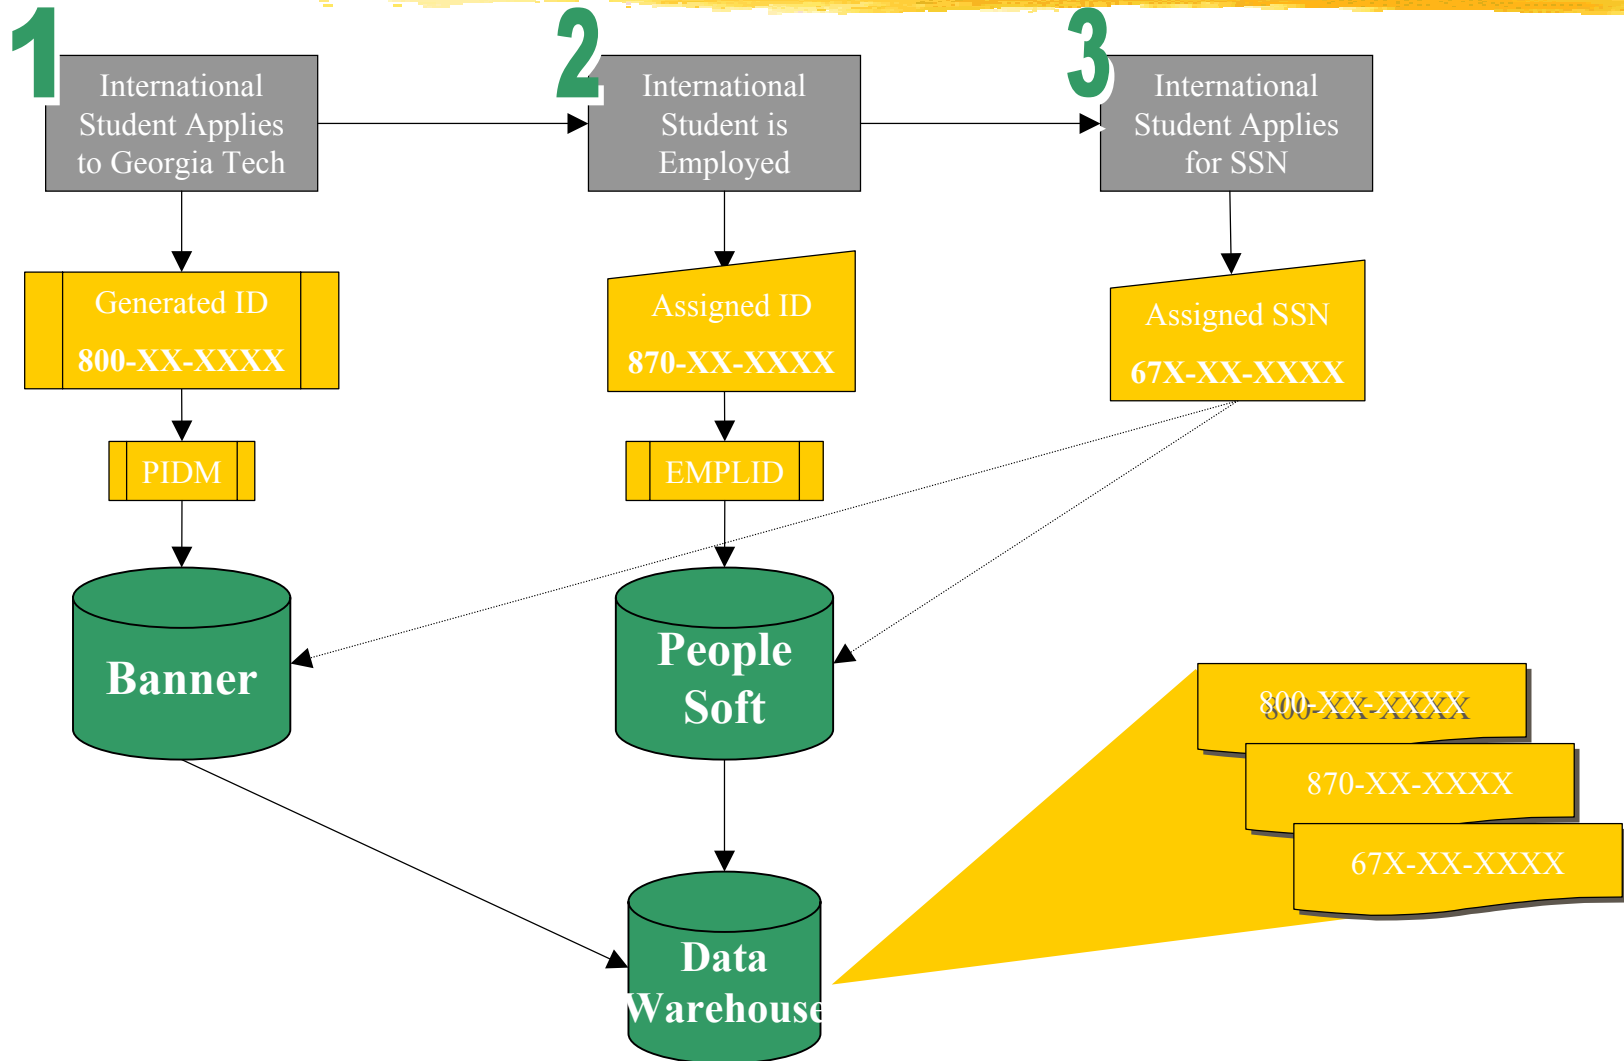 1
International
Student Applies
to Georgia Tech
2
International
Student is
Employed
3
International
Student Applies
for SSN
Generated ID
800-XX-XXXX
Assigned ID
870-XX-XXXX
Assigned SSN
67X-XX-XXXX
PIDM
EMPLID
Banner
People
Soft
800-XX-XXXX
870-XX-XXXX
67X-XX-XXXX
Data
Warehouse